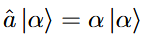 â |α⟩ = α |α⟩